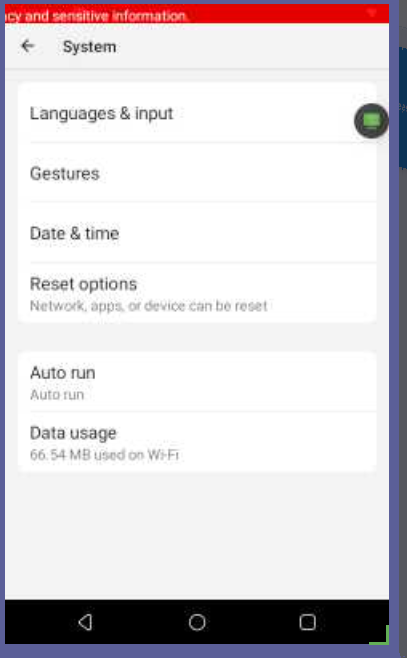 cy and sensitive information.
System
Languages & input
Gestures
Date & time
Reset options
Network, apps, or device can be reset
Auto run
Auto run
Data usage
66.54 MB used on Wi-Fi